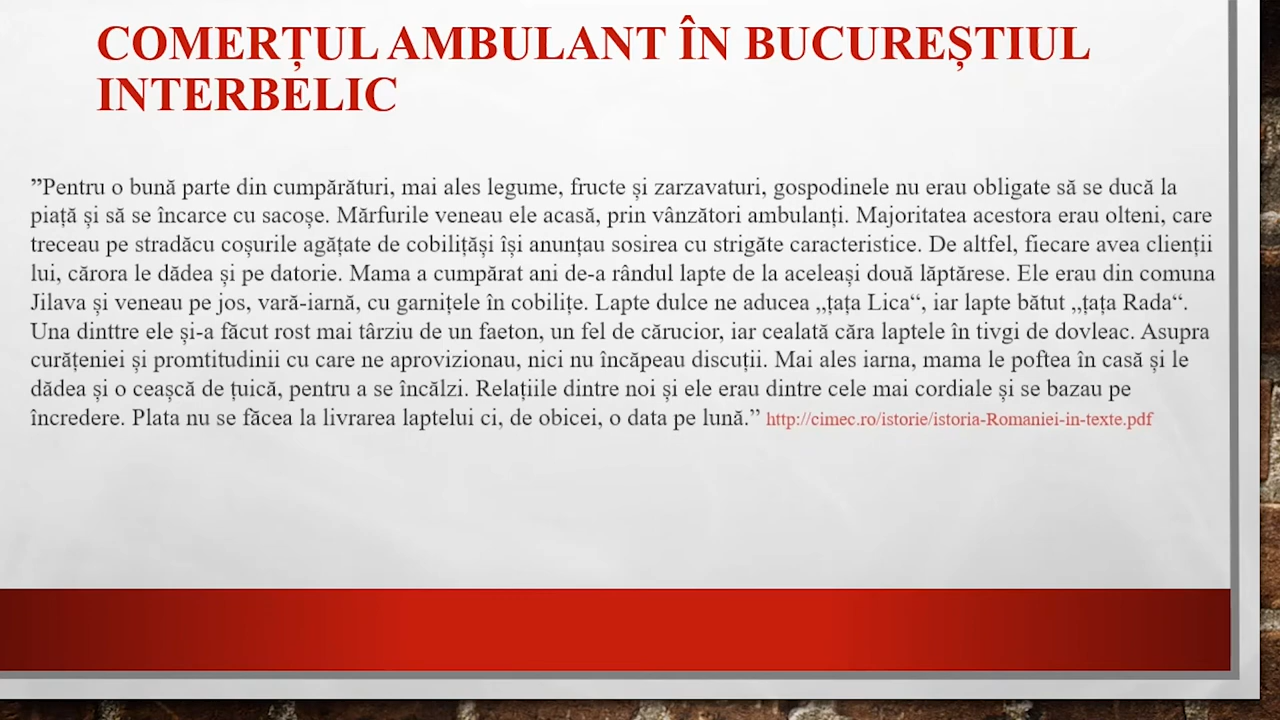 COMERȚUL AMBULANT ÎN BUCUREȘTIUL
INTERBELIC
”Pentru o bună parte din cumpărături, mai ales legume, fructe și zarzavaturi, gospodinele nu erau obligate să se ducă la
piață și să se încarce cu sacoșe. Mărfurile veneau ele acasă, prin vânzători ambulanți. Majoritatea acestora erau olteni, care
treceau pe stradăcu coșurile agățate de cobilițăși își anunțau sosirea cu strigăte caracteristice. De altfel, fiecare avea clienții
lui, cărora le dădea și pe datorie. Mama a cumpărat ani de-a rândul lapte de la aceleași două lăptărese. Ele erau din comuna
Jilava și veneau pe jos, vară-iarnă, cu garnițele în cobilițe. Lapte dulce ne aducea „țața Lica“, iar lapte bătut „țața Rada“.
Una dinttre ele și-a făcut rost mai târziu de un faeton, un fel de cărucior, iar cealată căra laptele în tivgi de dovleac. Asupra
curățeniei și promtitudinii cu care ne aprovizionau, nici nu încăpeau discuții. Mai ales iarna, mama le poftea în casă și le
dădea și o ceașcă de țuică, pentru a se încălzi. Relațiile dintre noi și ele erau dintre cele mai cordiale și se bazau pe
încredere. Plata nu se făcea la livrarea laptelui ci, de obicei, o data pe lună.” http://cimec.ro/istorie/istoria-Romaniei-in-texte.pdf